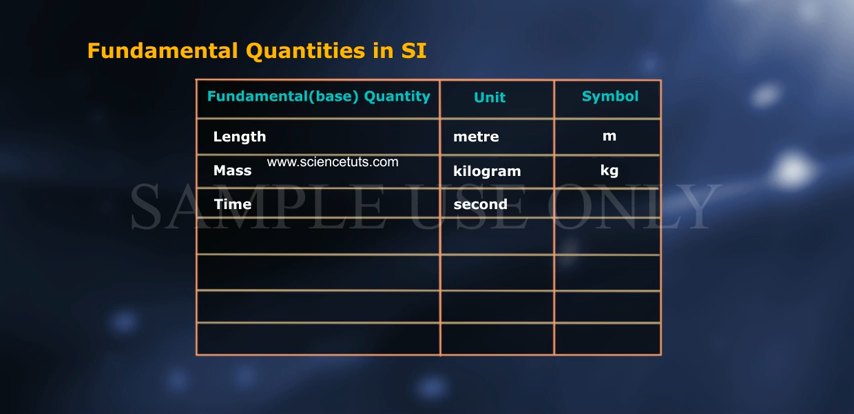 Fundamental Quantities in SI
Fundamental(base) Quantity Unit Symbol
Length metre m
www.sciencetuts.com
Mass kilogram kg
SAMPLE USE ONLY
Time second